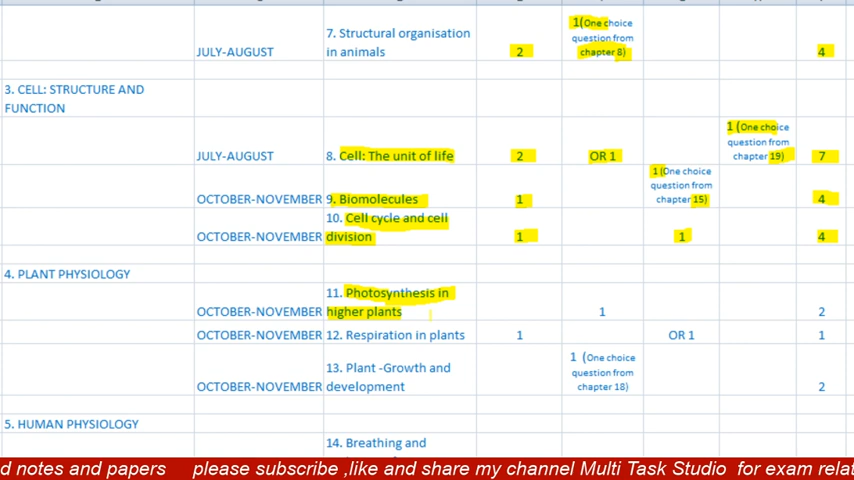 7. Structural organisation
in animals
JULY-AUGUST
2
1(One choice
question from
chapter 8)
4
3. CELL: STRUCTURE AND
FUNCTION
JULY-AUGUST
8. Cell: The unit of life
2
OR 1
1 (One choice
question from
chapter 19)
7
OCTOBER-NOVEMBER
9. Biomolecules
1
1 (One choice
question from
chapter 15)
4
OCTOBER-NOVEMBER
10. Cell cycle and cell
division
1
1
4
4. PLANT PHYSIOLOGY
OCTOBER-NOVEMBER
11. Photosynthesis in
higher plants
1
2
OCTOBER-NOVEMBER
12. Respiration in plants
1
OR 1
1
OCTOBER-NOVEMBER
13. Plant -Growth and
development
1 (One choice
question from
chapter 18)
2
5. HUMAN PHYSIOLOGY
14. Breathing and
d notes and papers please subscribe ,like and share my channel Multi Task Studio for exam relat